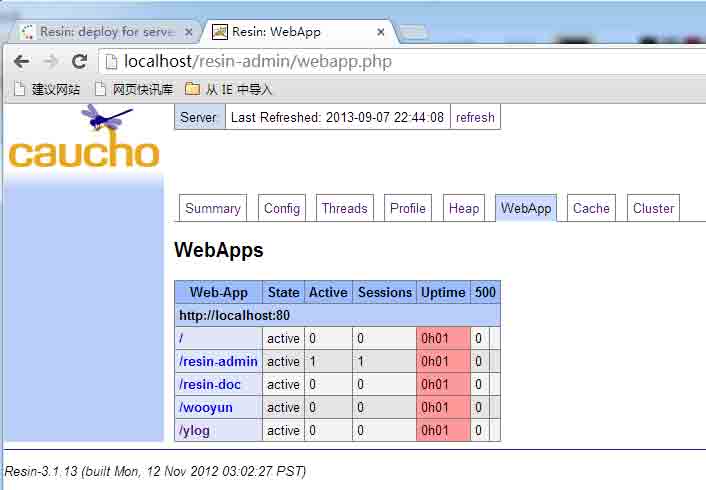 Resin: deploy for serve
Resin: WebApp
localhost/resin-admin/webapp.php
建议网站 网页快讯库 从 IE 中导入
caucho
Server: Last Refreshed: 2013-09-07 22:44:08 refresh
Summary Config Threads Profile Heap WebApp Cache Cluster
WebApps
Web-App State Active Sessions Uptime 500
http://localhost:80
/ active 0 0 0h01 0
/resin-admin active 1 1 0h01 0
/resin-doc active 0 0 0h01 0
/wooyun active 0 0 0h01 0
/ylog active 0 0 0h01 0
Resin-3.1.13 (built Mon, 12 Nov 2012 03:02:27 PST)